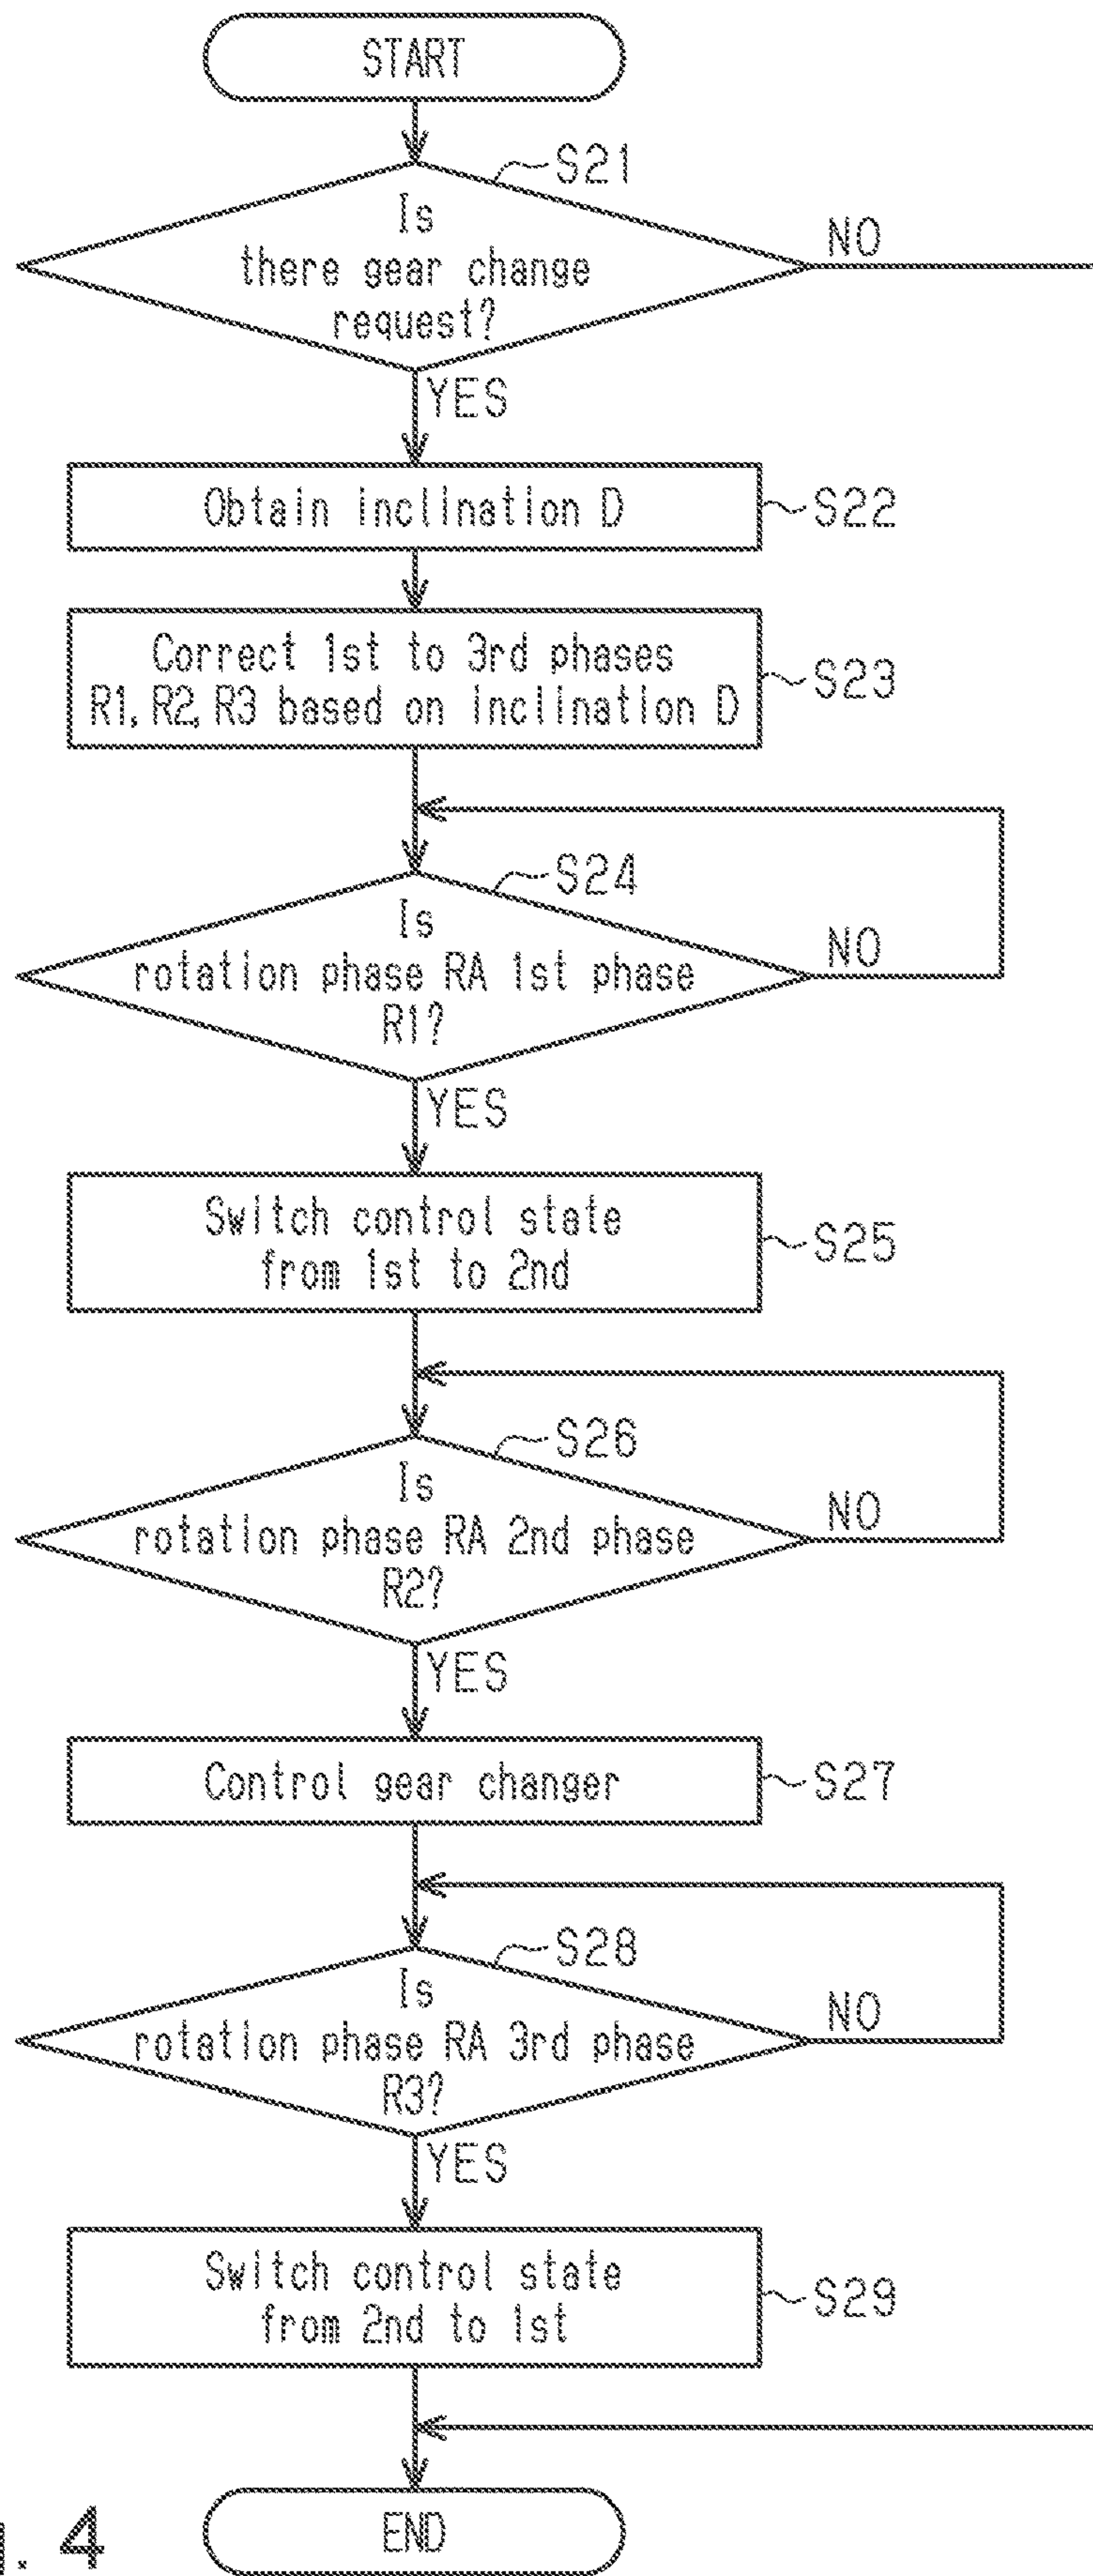 START
S21
Is
there gear change
request?
NO
YES
Obtain inclination D
S22
Correct 1st to 3rd phases
R1, R2, R3 based on inclination D
S23
S24
Is
rotation phase RA 1st phase
R1?
NO
YES
Switch control state
from 1st to 2nd
S25
S26
Is
rotation phase RA 2nd phase
R2?
NO
YES
Control gear changer
S27
S28
Is
rotation phase RA 3rd phase
R3?
NO
YES
Switch control state
from 2nd to 1st
S29
END
. 4